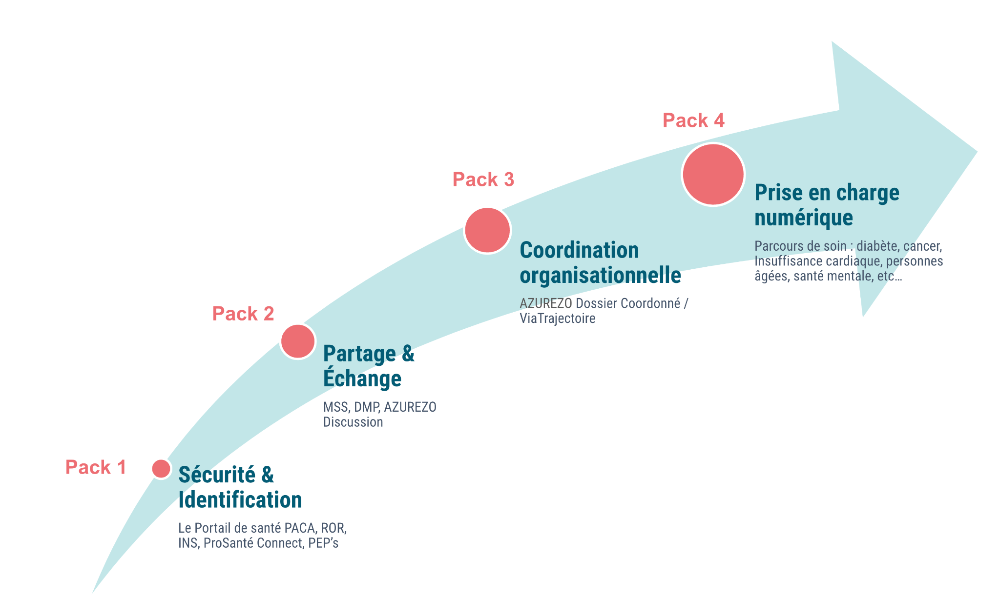 Pack 1
Sécurité &
Identification
Le Portail de santé PACA, ROR,
INS, ProSanté Connect, PEP’s
Pack 2
Partage &
Échange
MSS, DMP, AZUREZO
Discussion
Pack 3
Coordination
organisationnelle
AZUREZO Dossier Coordonné /
ViaTrajectoire
Pack 4
Prise en charge
numérique
Parcours de soin : diabète, cancer,
Insuffisance cardiaque, personnes
âgées, santé mentale, etc…